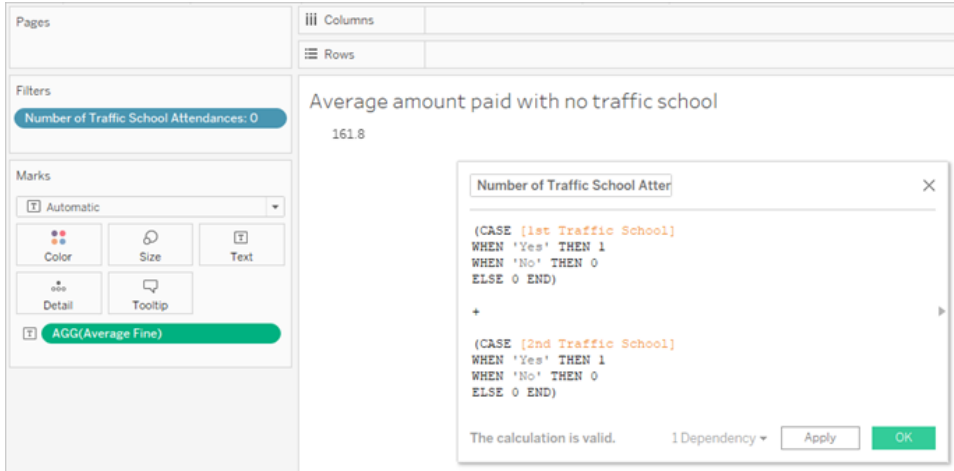 Pages
Columns
Rows
Filters
Number of Traffic School Attendances: 0
Average amount paid with no traffic school
161.8
Marks
Automatic
Color
Size
Text
Detail
Tooltip
AGG(Average Fine)
Number of Traffic School Atter
(CASE [1st Traffic School]
WHEN 'Yes' THEN 1
WHEN 'No' THEN 0
ELSE 0 END)
+
(CASE [2nd Traffic School]
WHEN 'Yes' THEN 1
WHEN 'No' THEN 0
ELSE 0 END)
The calculation is valid.
1 Dependency
Apply
OK